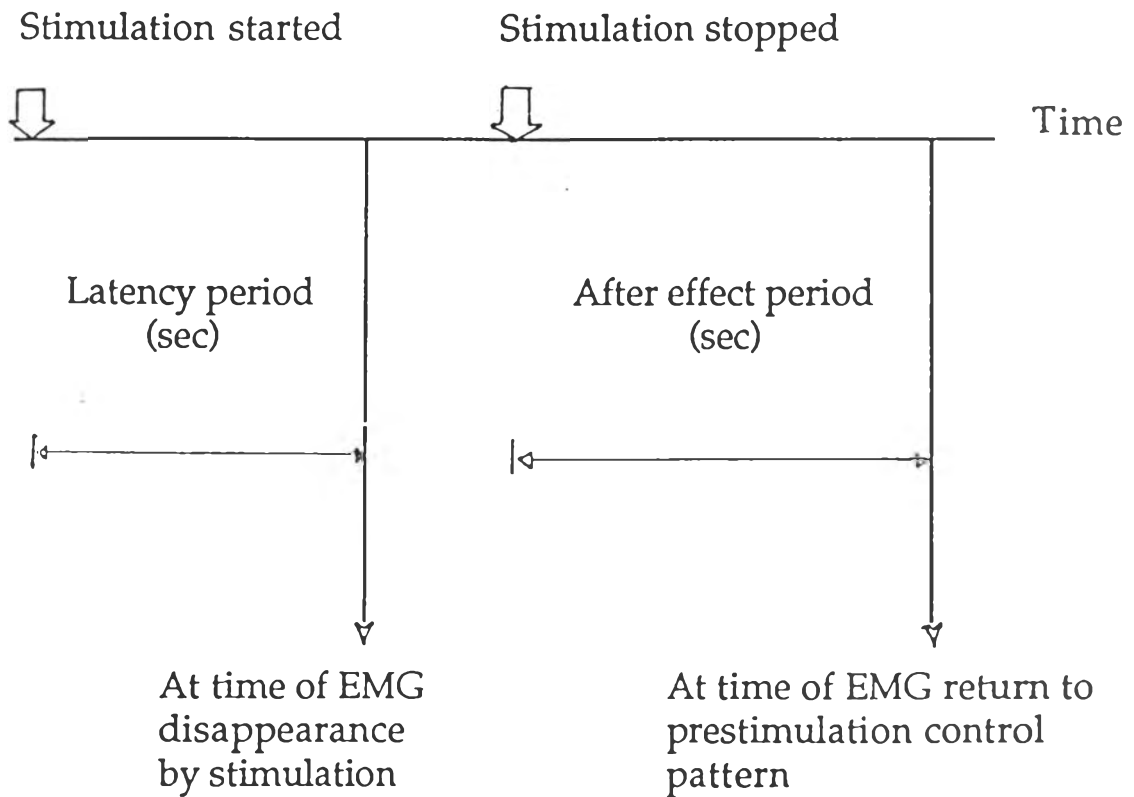 Stimulation started
Stimulation stopped
Time
Latency period
(sec)
After effect period
(sec)
At time of EMG
disappearance
by stimulation
At time of EMG return to
prestimulation control
pattern